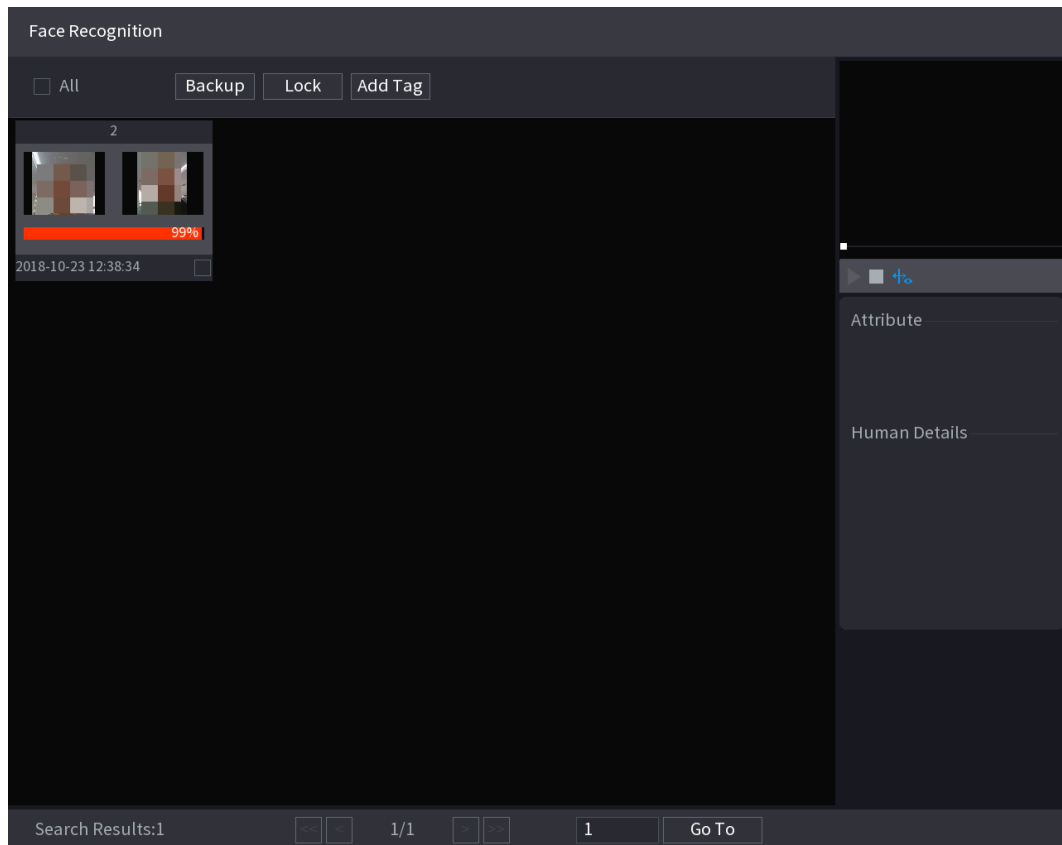 Face Recognition
All Backup Lock Add Tag
2
99%
2018-10-23 12:38:34
Attribute
Human Details
Search Results:1 << < 1/1 > >> 1 Go To